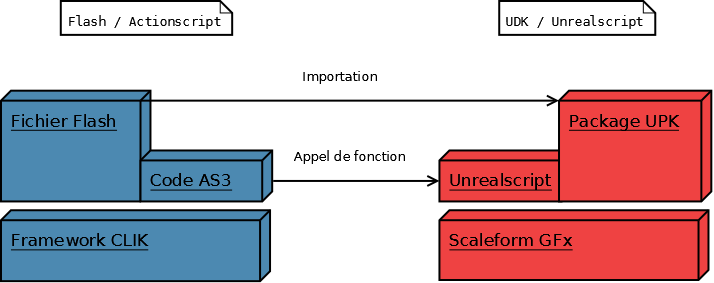 Flash / Actionscript
UDK / Unrealscript
Importation
Fichier Flash
Package UPK
Appel de fonction
Code AS3
Unrealscript
Framework CLIK
Scaleform GFx